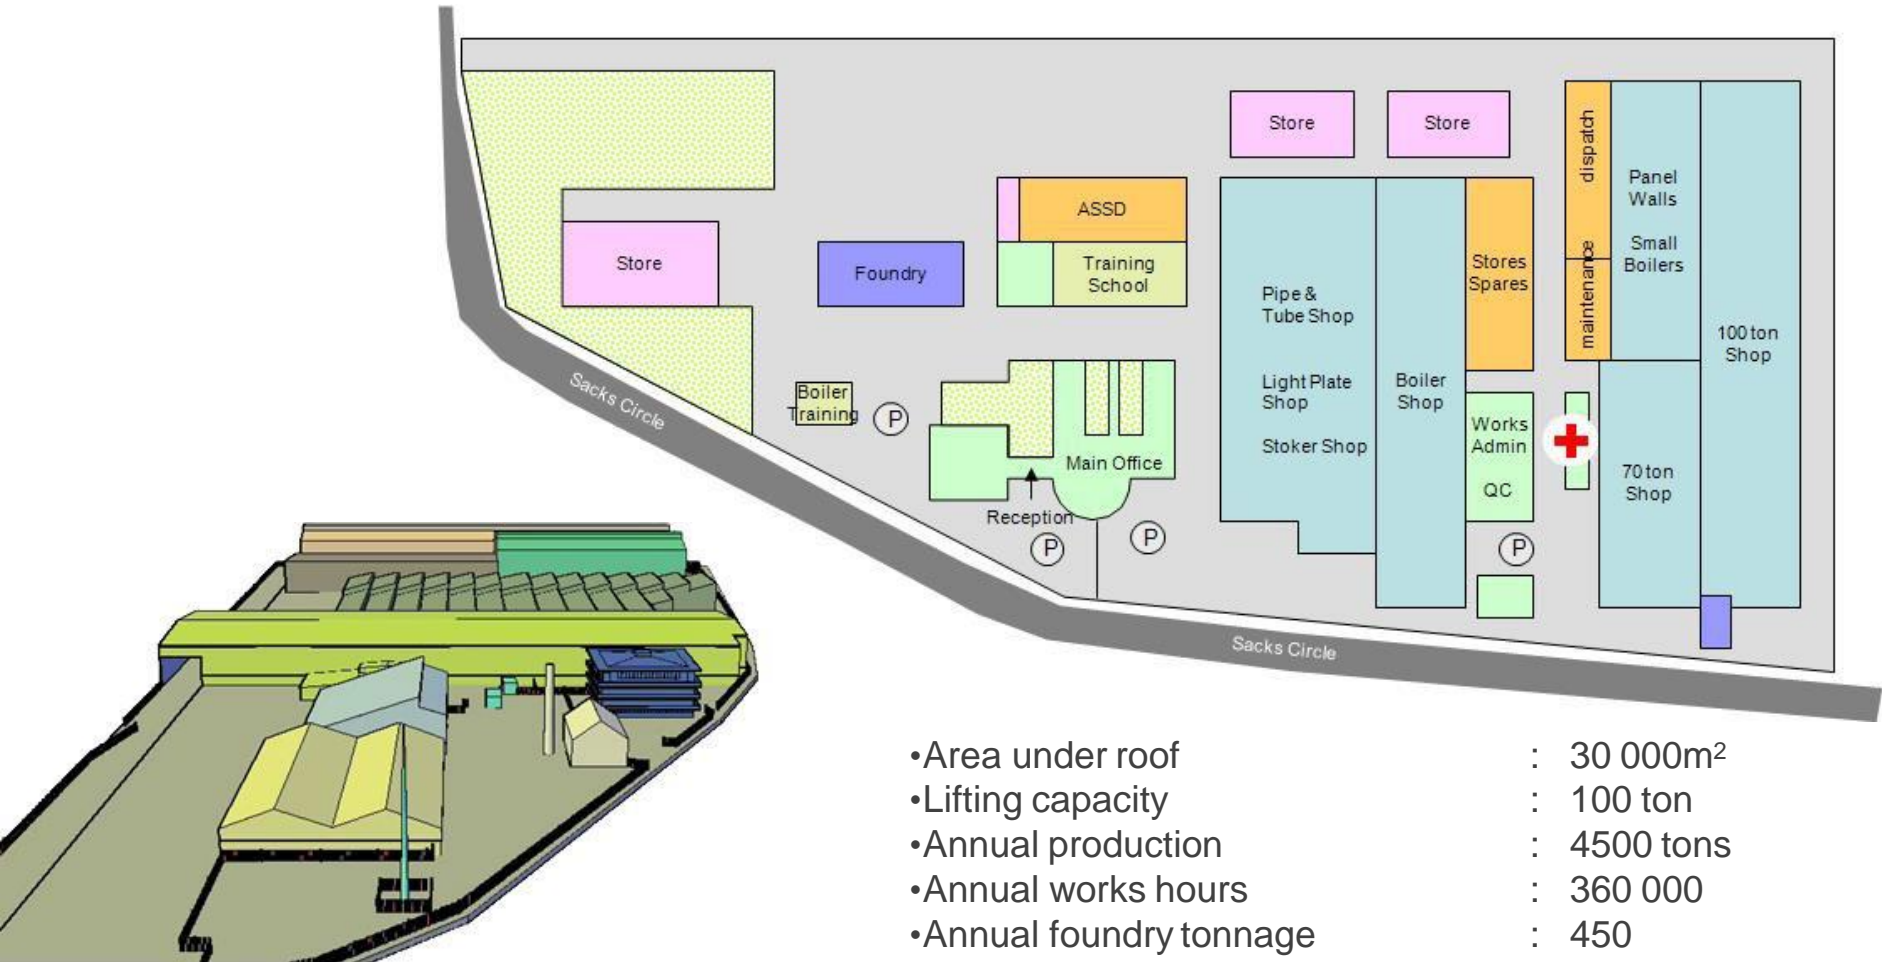 Store
Store
dispatch
Panel
Walls
Small
Boilers
ASSD
Store
Foundry
Training
School
Stores
Spares
maintenance
Pipe &
Tube Shop
100 ton
Shop
Light Plate
Shop
Boiler
Shop
Stoker Shop
Sacks Circle
Boiler
Training
P
Works
Admin
QC
Main Office
70 ton
Shop
Reception
P
P
P
Sacks Circle
•Area under roof : 30 000m²
•Lifting capacity : 100 ton
•Annual production : 4500 tons
•Annual works hours : 360 000
•Annual foundry tonnage : 450